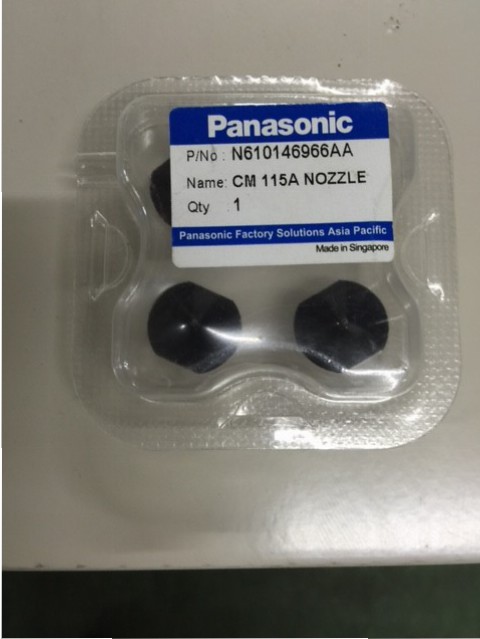 Panasonic
P/No : N610146966AA
Name: CM 115A NOZZLE
Qty 1
Panasonic Factory Solutions Asia Pacific
Made in Singapore